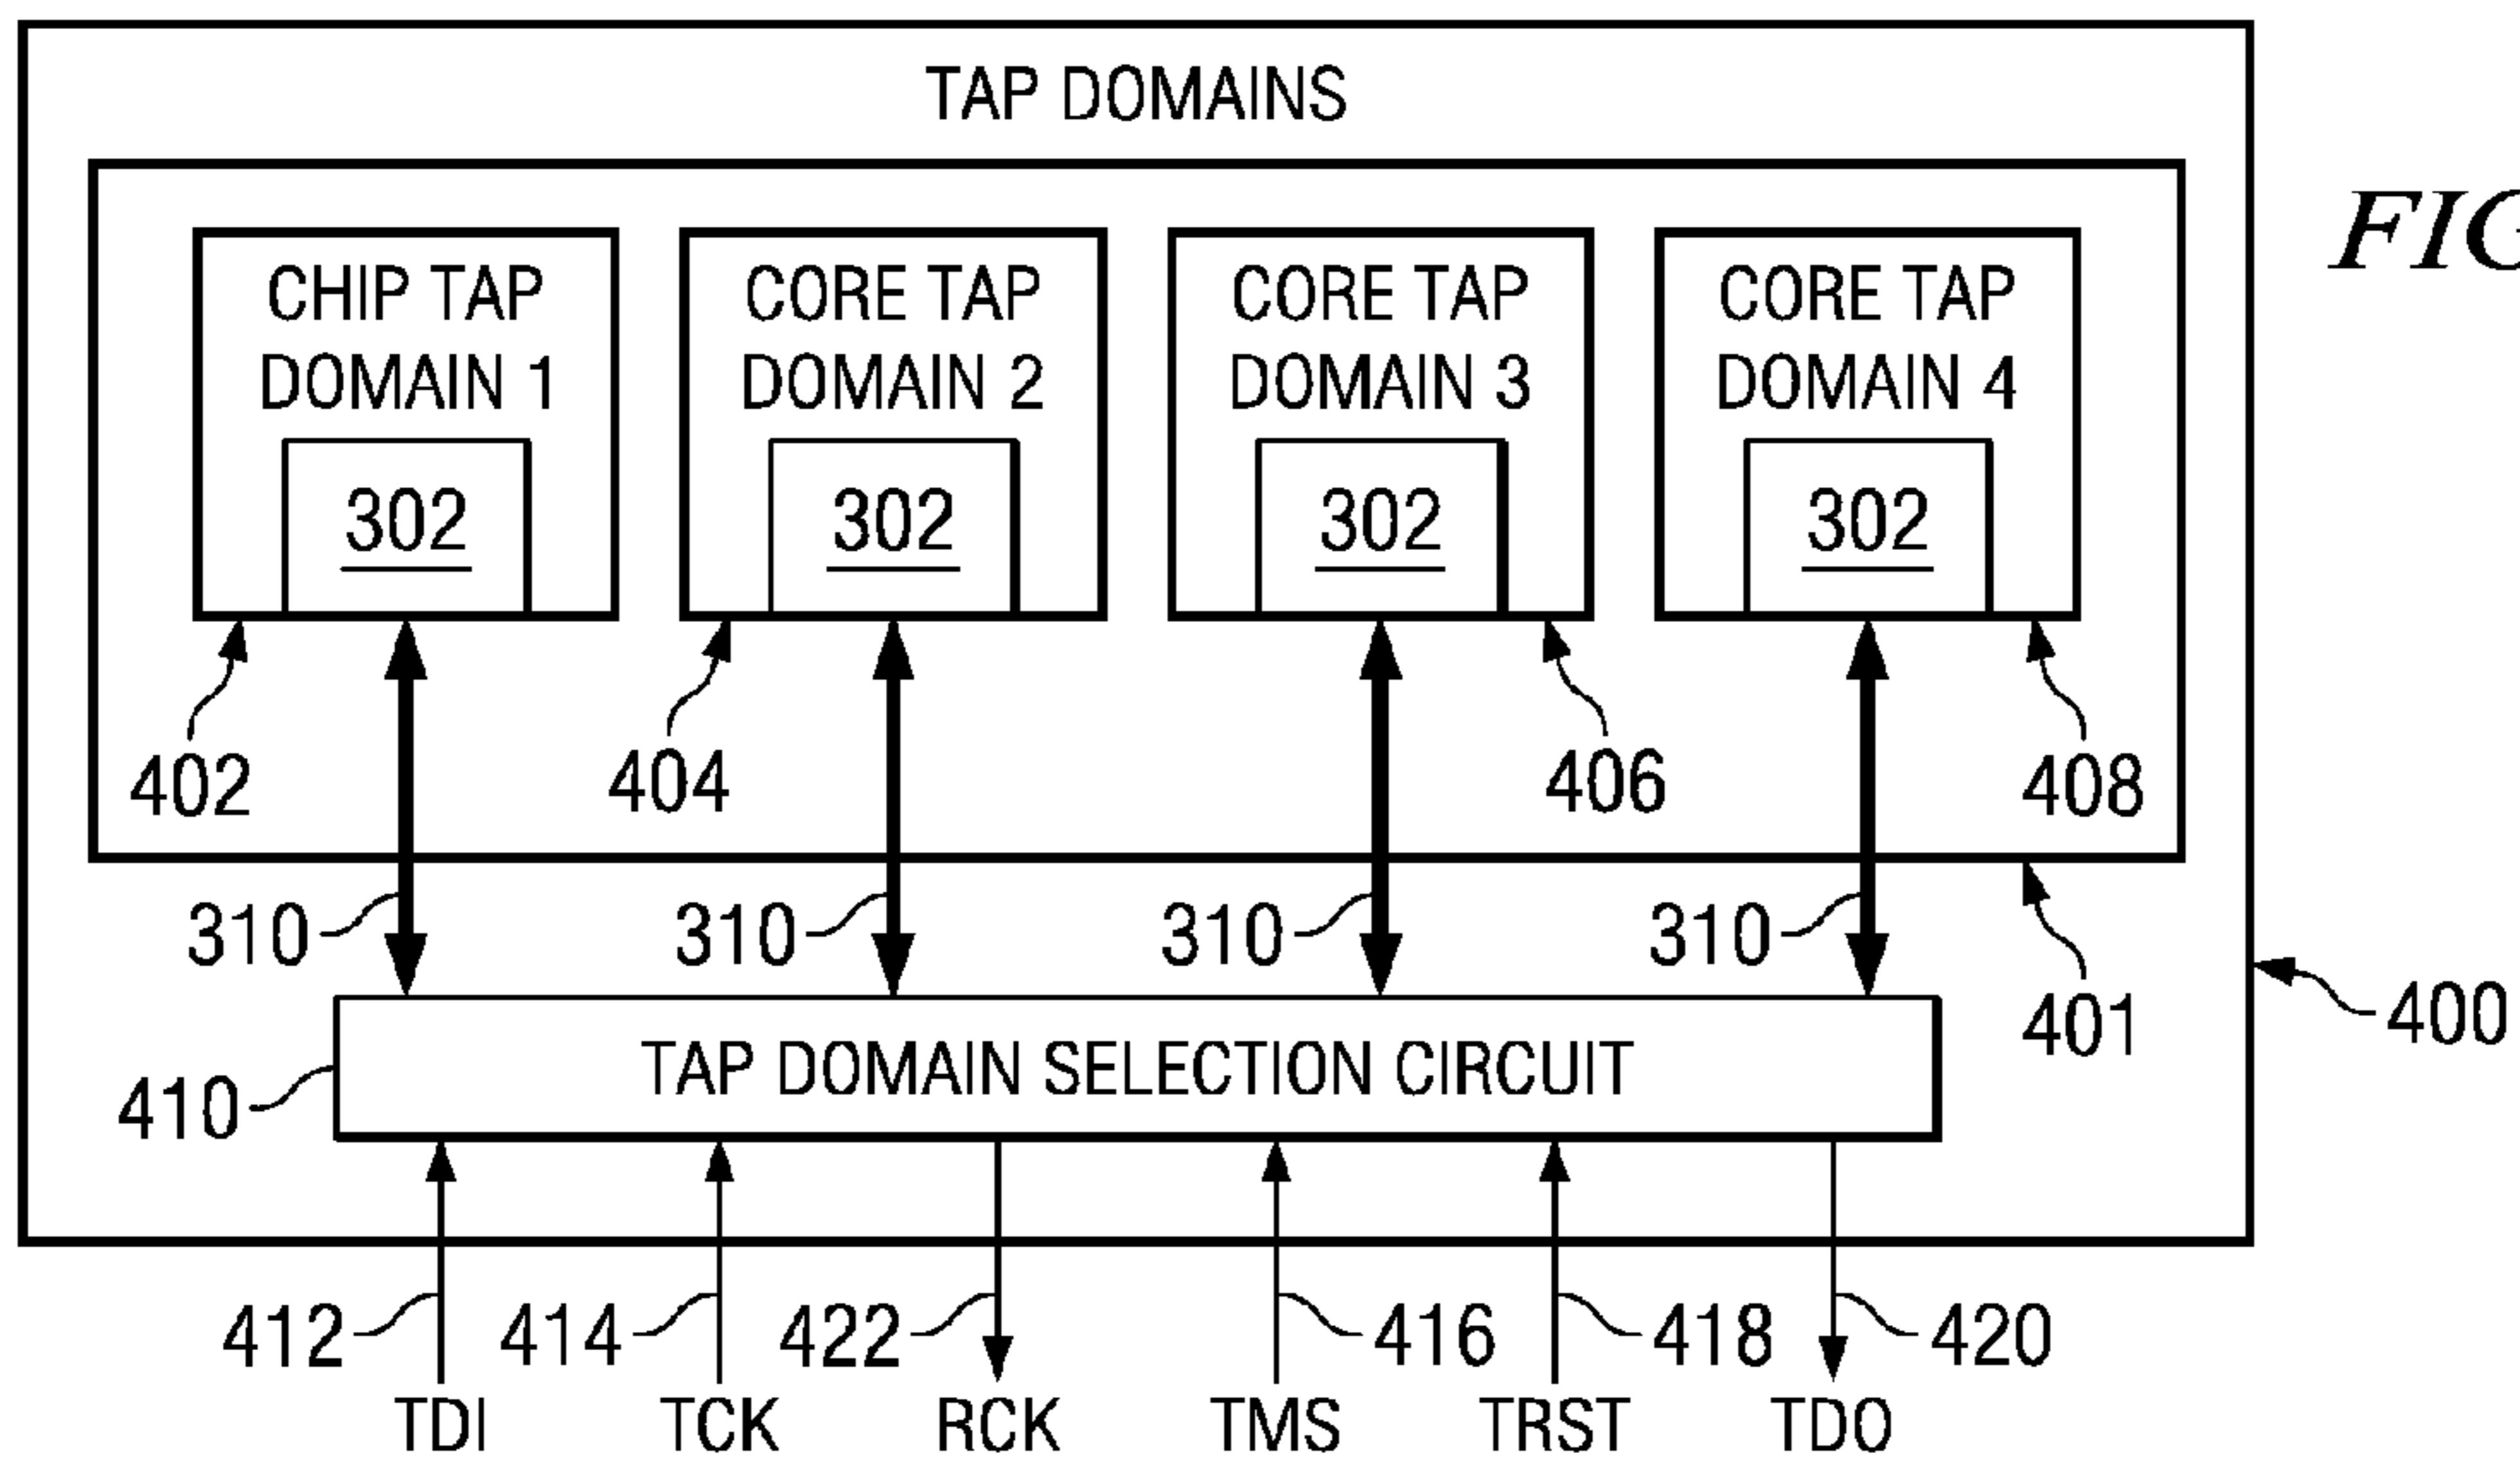 TAP DOMAINS
FIG
CHIP TAP
DOMAIN 1
302
CORE TAP
DOMAIN 2
302
CORE TAP
DOMAIN 3
302
CORE TAP
DOMAIN 4
302
402
404
406
408
310
310
310
310
401
400
410
TAP DOMAIN SELECTION CIRCUIT
412
414
422
416
418
420
TDI
TCK
RCK
TMS
TRST
TDO